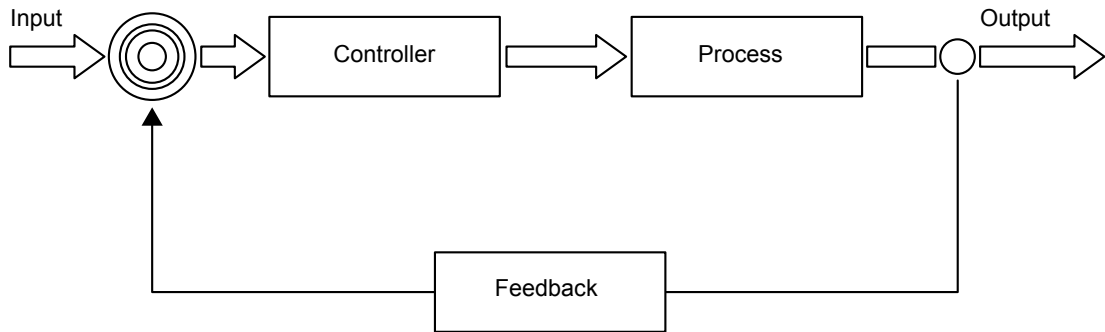 Input
Controller
Process
Output
Feedback